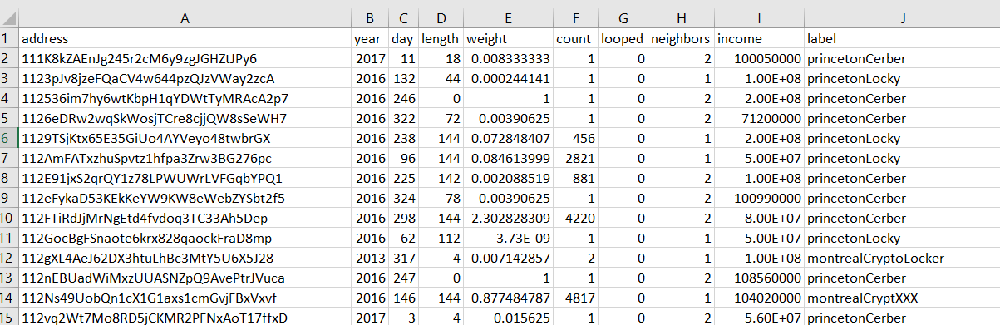 A B C D E F G H I J
1 address year day length weight count looped neighbors income label
2 111K8kZAEnJg245r2cM6y9zgJGHZtJPy6 2017 11 18 0.008333333 1 0 2 100050000 princetonCerber
3 1123pJv8jzeFQaCV4w644pzQJzVWay2zcA 2016 132 44 0.000244141 1 0 1 1.00E+08 princetonLocky
4 112536im7hy6wtKbpH1qYDWtTyMRAcA2p7 2016 246 0 1 1 0 2 2.00E+08 princetonCerber
5 1126eDRw2wqSkWosjTCre8cjjQW8sSeWH7 2016 322 72 0.00390625 1 0 2 71200000 princetonCerber
6 1129TSjKtx65E35GiUo4AYVeyo48twbrGX 2016 238 144 0.072848407 456 0 1 2.00E+08 princetonLocky
7 112AmFATxzhuSpvtz1hfpa3Zrw3BG276pc 2016 96 144 0.084613999 2821 0 1 5.00E+07 princetonLocky
8 112E91jxS2qrQY1z78LPWUWrLVFGqbYPQ1 2016 225 142 0.002088519 881 0 2 1.00E+08 princetonCerber
9 112eFykaD53KEkKeYW9KW8eWebZYSbt2f5 2016 324 78 0.00390625 1 0 2 100990000 princetonCerber
10 112FTiRdJjMrNgEtd4fvdoq3TC33Ah5Dep 2016 298 144 2.302828309 4220 0 2 8.00E+07 princetonCerber
11 112GocBgFSnaote6krx828qaockFraD8mp 2016 62 112 3.73E-09 1 0 1 5.00E+07 princetonLocky
12 112gXL4AeJ62DX3htuLhBc3MtY5U6X5J28 2013 317 4 0.007142857 2 0 1 1.00E+08 montrealCryptoLocker
13 112nEBUadWiMxzUUASNZpQ9AvePtrJVuca 2016 247 0 1 1 0 2 108560000 princetonCerber
14 112Ns49UobQn1cX1G1axs1cmGvjFBxVxvf 2016 146 144 0.877484787 4817 0 1 104020000 montrealCryptXXX
15 112vq2Wt7Mo8RD5jCKMR2PFNxAoT17ffxD 2017 3 4 0.015625 1 0 2 5.60E+07 princetonCerber